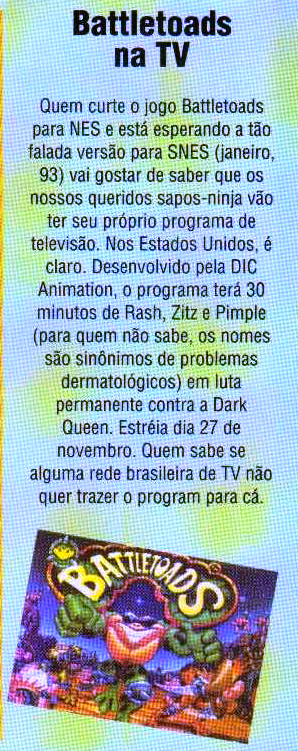 Battletoads
na TV
Quem curte o jogo Battletoads
para NES e está esperando a tão
falada versão para SNES (janeiro,
93) vai gostar de saber que os
nossos queridos sapos-ninja vão
ter seu próprio programa de
televisão. Nos Estados Unidos, é
claro. Desenvolvido pela DIC
Animation, o programa terá 30
minutos de Rash, Zitz e Pimple
(para quem não sabe, os nomes
são sinônimos de problemas
dermatológicos) em luta
permanente contra a Dark
Queen. Estréia dia 27 de
novembro. Quem sabe se
alguma rede brasileira de TV não
quer trazer o program para cá.
BATTLETOADS